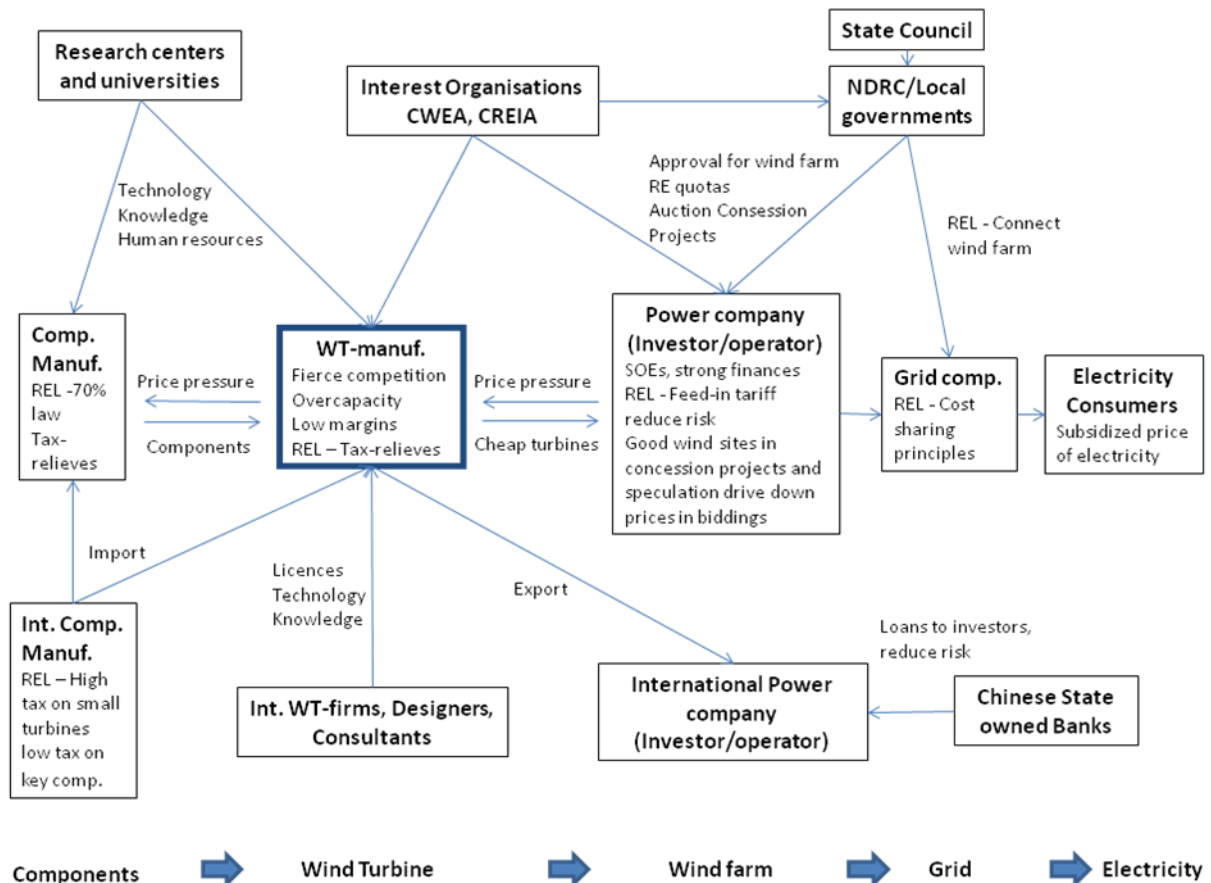 State Council
Research centers
and universities
Interest Organisations
CWEA, CREIA
NDRC/Local
governments
Technology
Knowledge
Human resources
Approval for wind farm
RE quotas
Auction Consession
Projects
REL - Connect
wind farm
Comp.
Manuf.
REL -70%
law
Tax-
relieves
Price pressure
Components
WT-manuf.
Fierce competition
Overcapacity
Low margins
REL – Tax-relieves
Price pressure
Cheap turbines
Power company
(Investor/operator)
SOEs, strong finances
REL - Feed-in tariff
reduce risk
Good wind sites in
concession projects and
speculation drive down
prices in biddings
Grid comp.
REL - Cost
sharing
principles
Electricity
Consumers
Subsidized price
of electricity
Import
Licences
Technology
Knowledge
Export
Int. Comp.
Manuf.
REL – High
tax on small
turbines
low tax on
key comp.
Int. WT-firms, Designers,
Consultants
International Power
company
(Investor/operator)
Loans to investors,
reduce risk
Chinese State
owned Banks
Components
Wind Turbine
Wind farm
Grid
Electricity